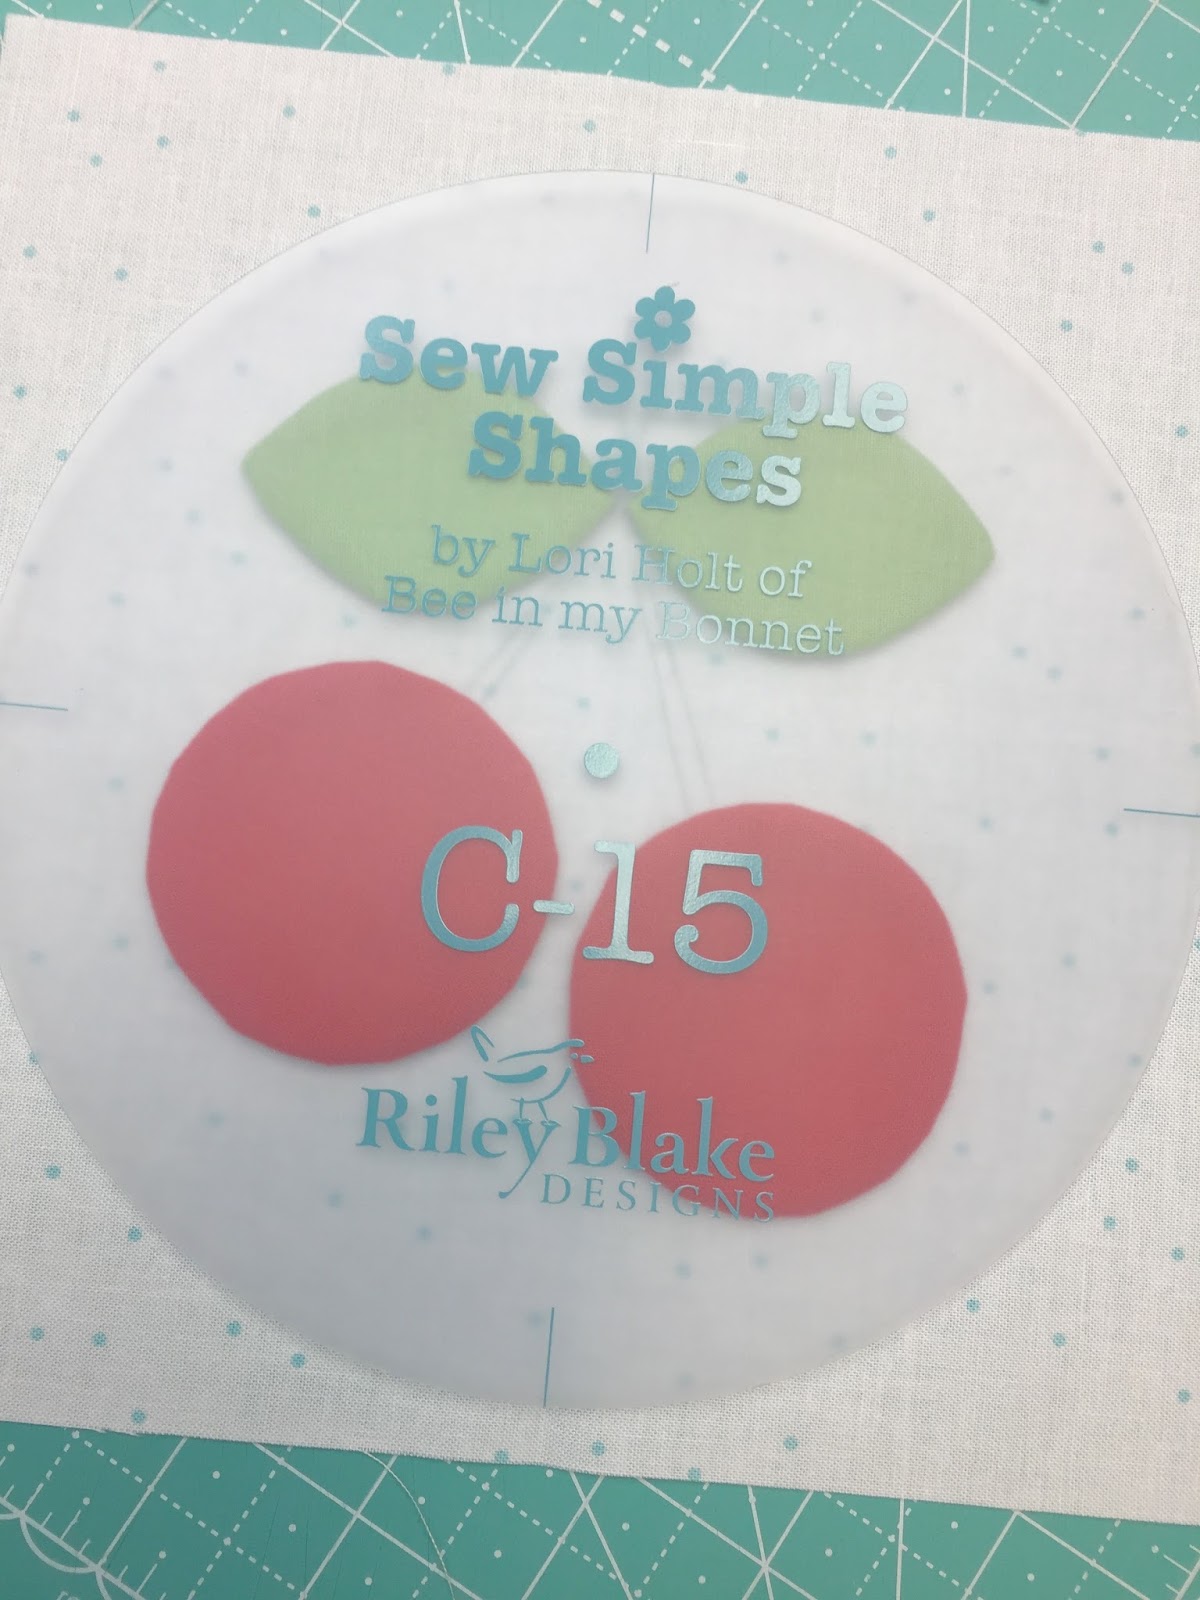 Sew Simple
Shapes
by Lori Holt of
Bee in my Bonnet
C-15
Riley Blake
DESIGNS